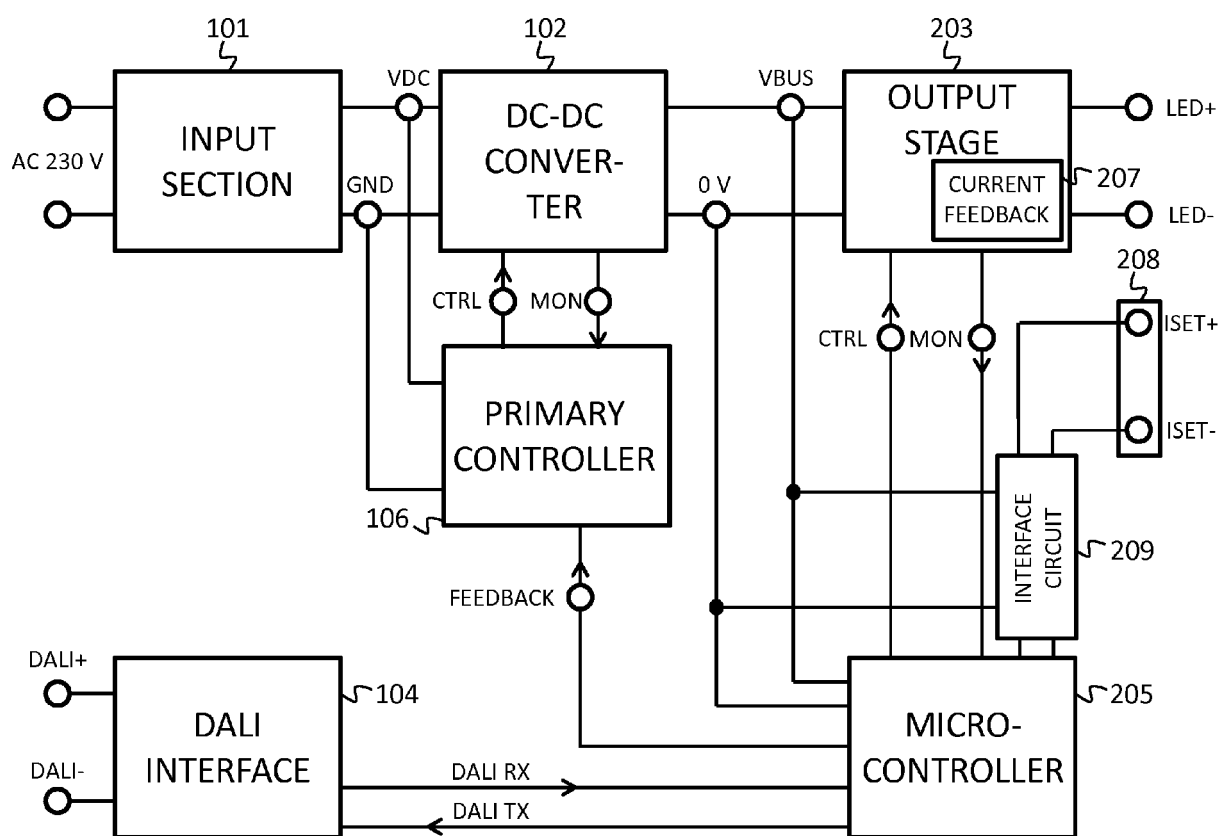 101
102
203
VDC
VBUS
INPUT
SECTION
AC 230 V
GND
DC-DC
CONVER-
TER
0 V
OUTPUT
STAGE
CURRENT
FEEDBACK
207
LED+
LED-
208
CTRL
MON
CTRL
MON
ISET+
ISET-
PRIMARY
CONTROLLER
106
INTERFACE
CIRCUIT
209
FEEDBACK
DALI+
DALI-
DALI
INTERFACE
104
DALI RX
DALI TX
MICRO-
CONTROLLER
205